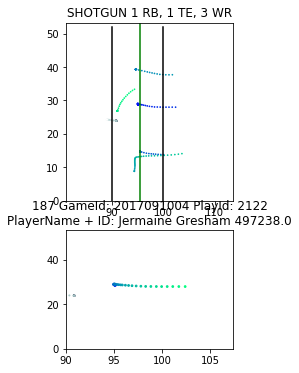 SHOTGUN 1 RB, 1 TE, 3 WR
50
40
30
20
10
0
90 100 110
187 GameId: 2017091004 PlayId: 2122
PlayerName + ID: Jermaine Gresham 497238.0
40
20
0
90 95 100 105